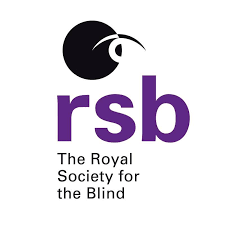 rsb
The Royal
Society for
the Blind